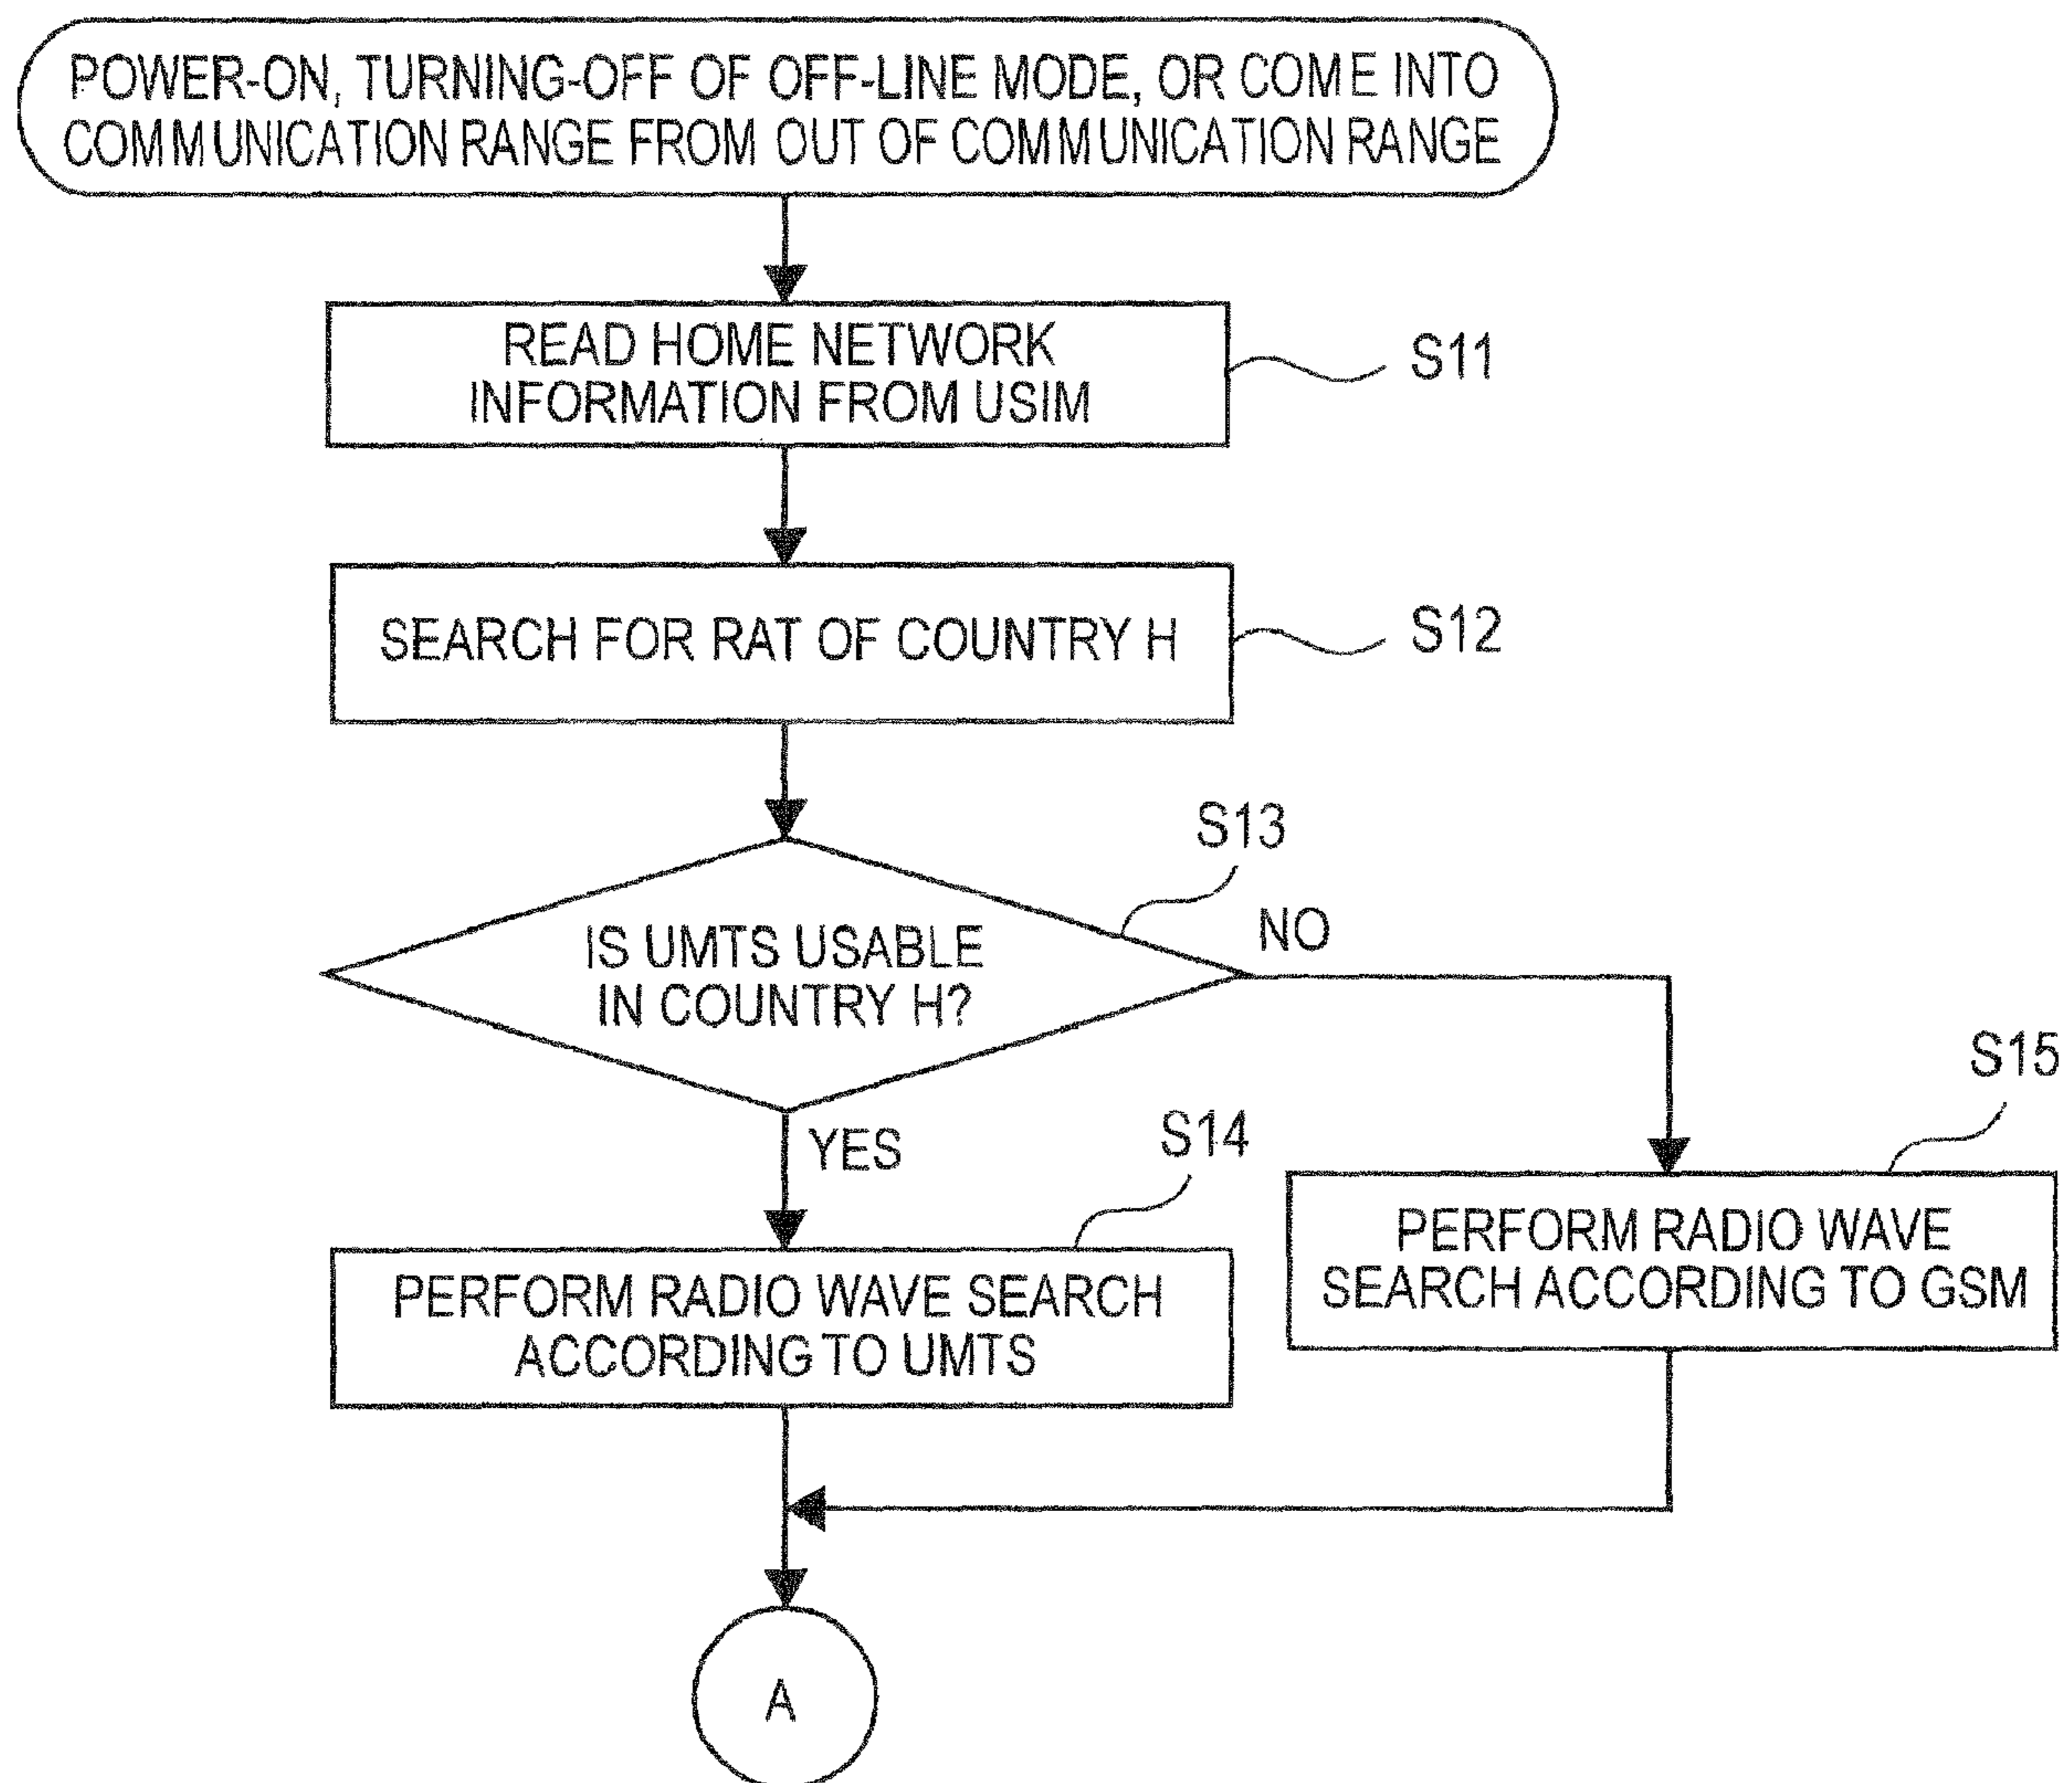 POWER-ON, TURNING-OFF OF OFF-LINE MODE, OR COME INTO
COMMUNICATION RANGE FROM OUT OF COMMUNICATION RANGE
READ HOME NETWORK
INFORMATION FROM USIM
S11
SEARCH FOR RAT OF COUNTRY H
S12
S13
IS UMTS USABLE
IN COUNTRY H?
NO
YES
S14
S15
PERFORM RADIO WAVE SEARCH
ACCORDING TO UMTS
PERFORM RADIO WAVE
SEARCH ACCORDING TO GSM
A